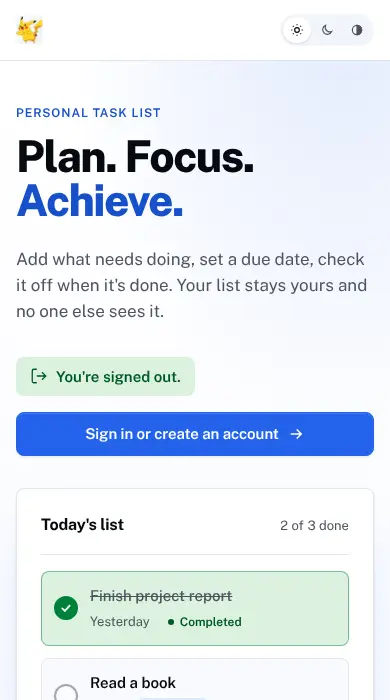 PERSONAL TASK LIST
Plan. Focus.
Achieve.
Add what needs doing, set a due date, check
it off when it's done. Your list stays yours and
no one else sees it.
You're signed out.
Sign in or create an account →
Today's list
2 of 3 done
Finish project report
Yesterday • Completed
Read a book